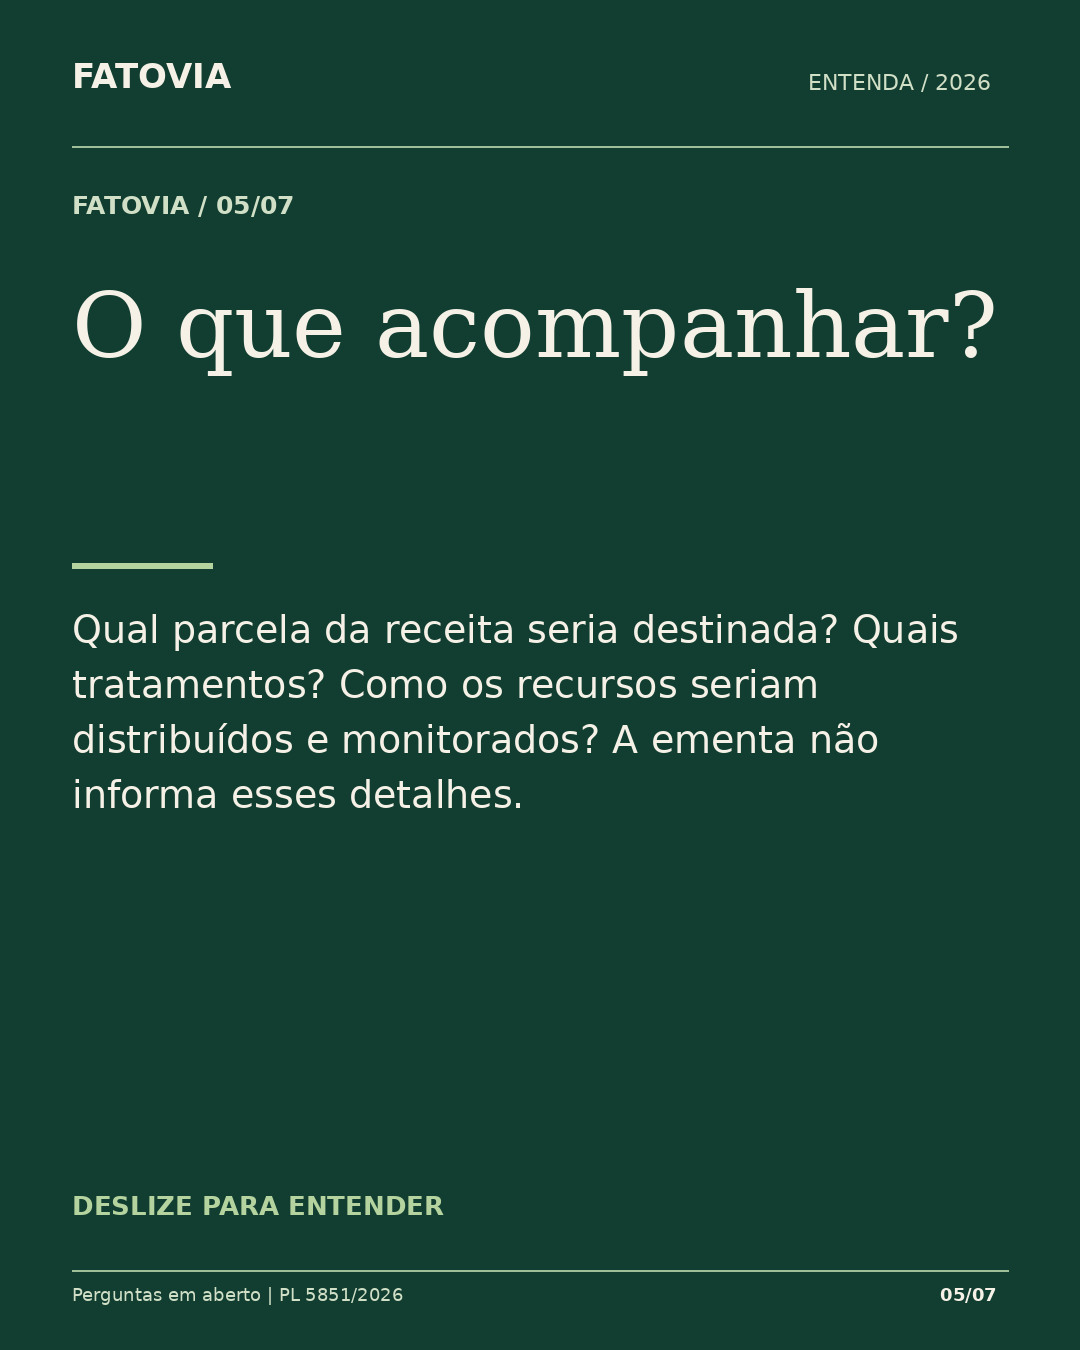 FATOVIA
ENTENDA / 2026
FATOVIA / 05/07
O que acompanhar?
Qual parcela da receita seria destinada? Quais
tratamentos? Como os recursos seriam
distribuídos e monitorados? A ementa não
informa esses detalhes.
DESLIZE PARA ENTENDER
Perguntas em aberto | PL 5851/2026
05/07